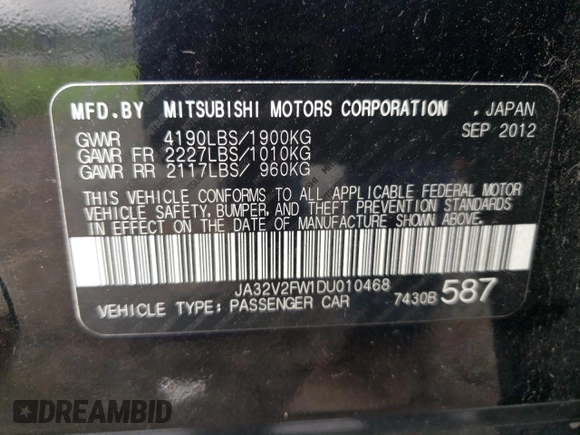 MFD.BY MITSUBISHI MOTORS CORPORATION , JAPAN
SEP 2012
GWWR 4190LBS/1900KG
GAWR FR 2227LBS/1010KG
GAWR RR 2117LBS/ 960KG
THIS VEHICLE CONFORMS TO ALL APPLICABLE FEDERAL MOTOR
VEHICLE SAFETY, BUMPER, AND THEFT PREVENTION STANDARDS
IN EFFECT ON THE DATE OF MANUFACTURE SHOWN ABOVE.
JA32V2FW1DU010468
VEHICLE TYPE: PASSENGER CAR 7430B 587
DREAMBID